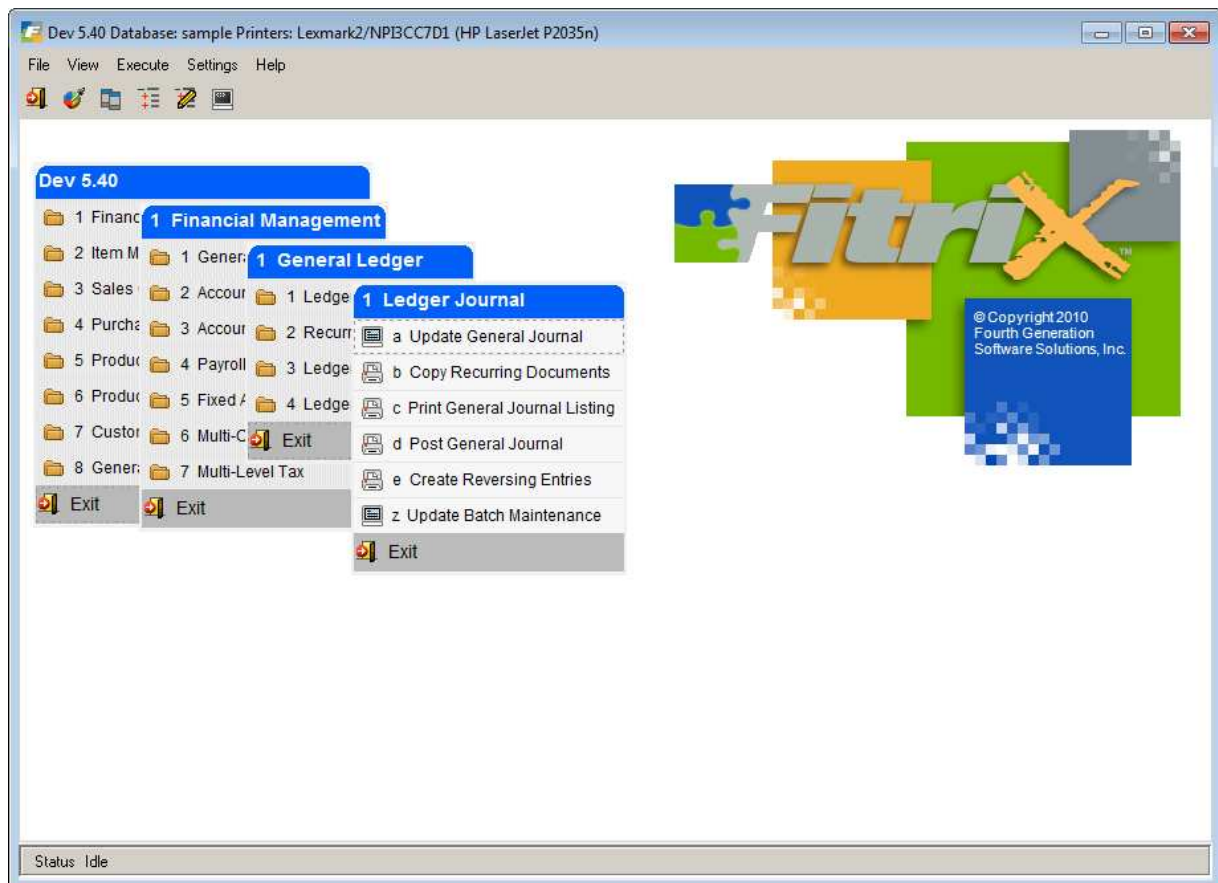 Dev 5.40 Database: sample Printers: Lexmark2/NPI3CC7D1 (HP LaserJet P2035n)
File View Execute Settings Help
Dev 5.40
1 Financ
2 Item M
3 Sales
4 Purcha
5 Produc
6 Produc
7 Custor
8 Genera
Exit
1 Financial Management
1 Genera
2 Accour
3 Accour
4 Payroll
5 Fixed A
6 Multi-C
7 Multi-Level Tax
Exit
1 General Ledger
1 Ledge
2 Recurr
3 Ledge
4 Ledge
Exit
1 Ledger Journal
a Update General Journal
b Copy Recurring Documents
c Print General Journal Listing
d Post General Journal
e Create Reversing Entries
z Update Batch Maintenance
Exit
FitriX™
© Copyright 2010
Fourth Generation
Software Solutions, Inc.
Status Idle